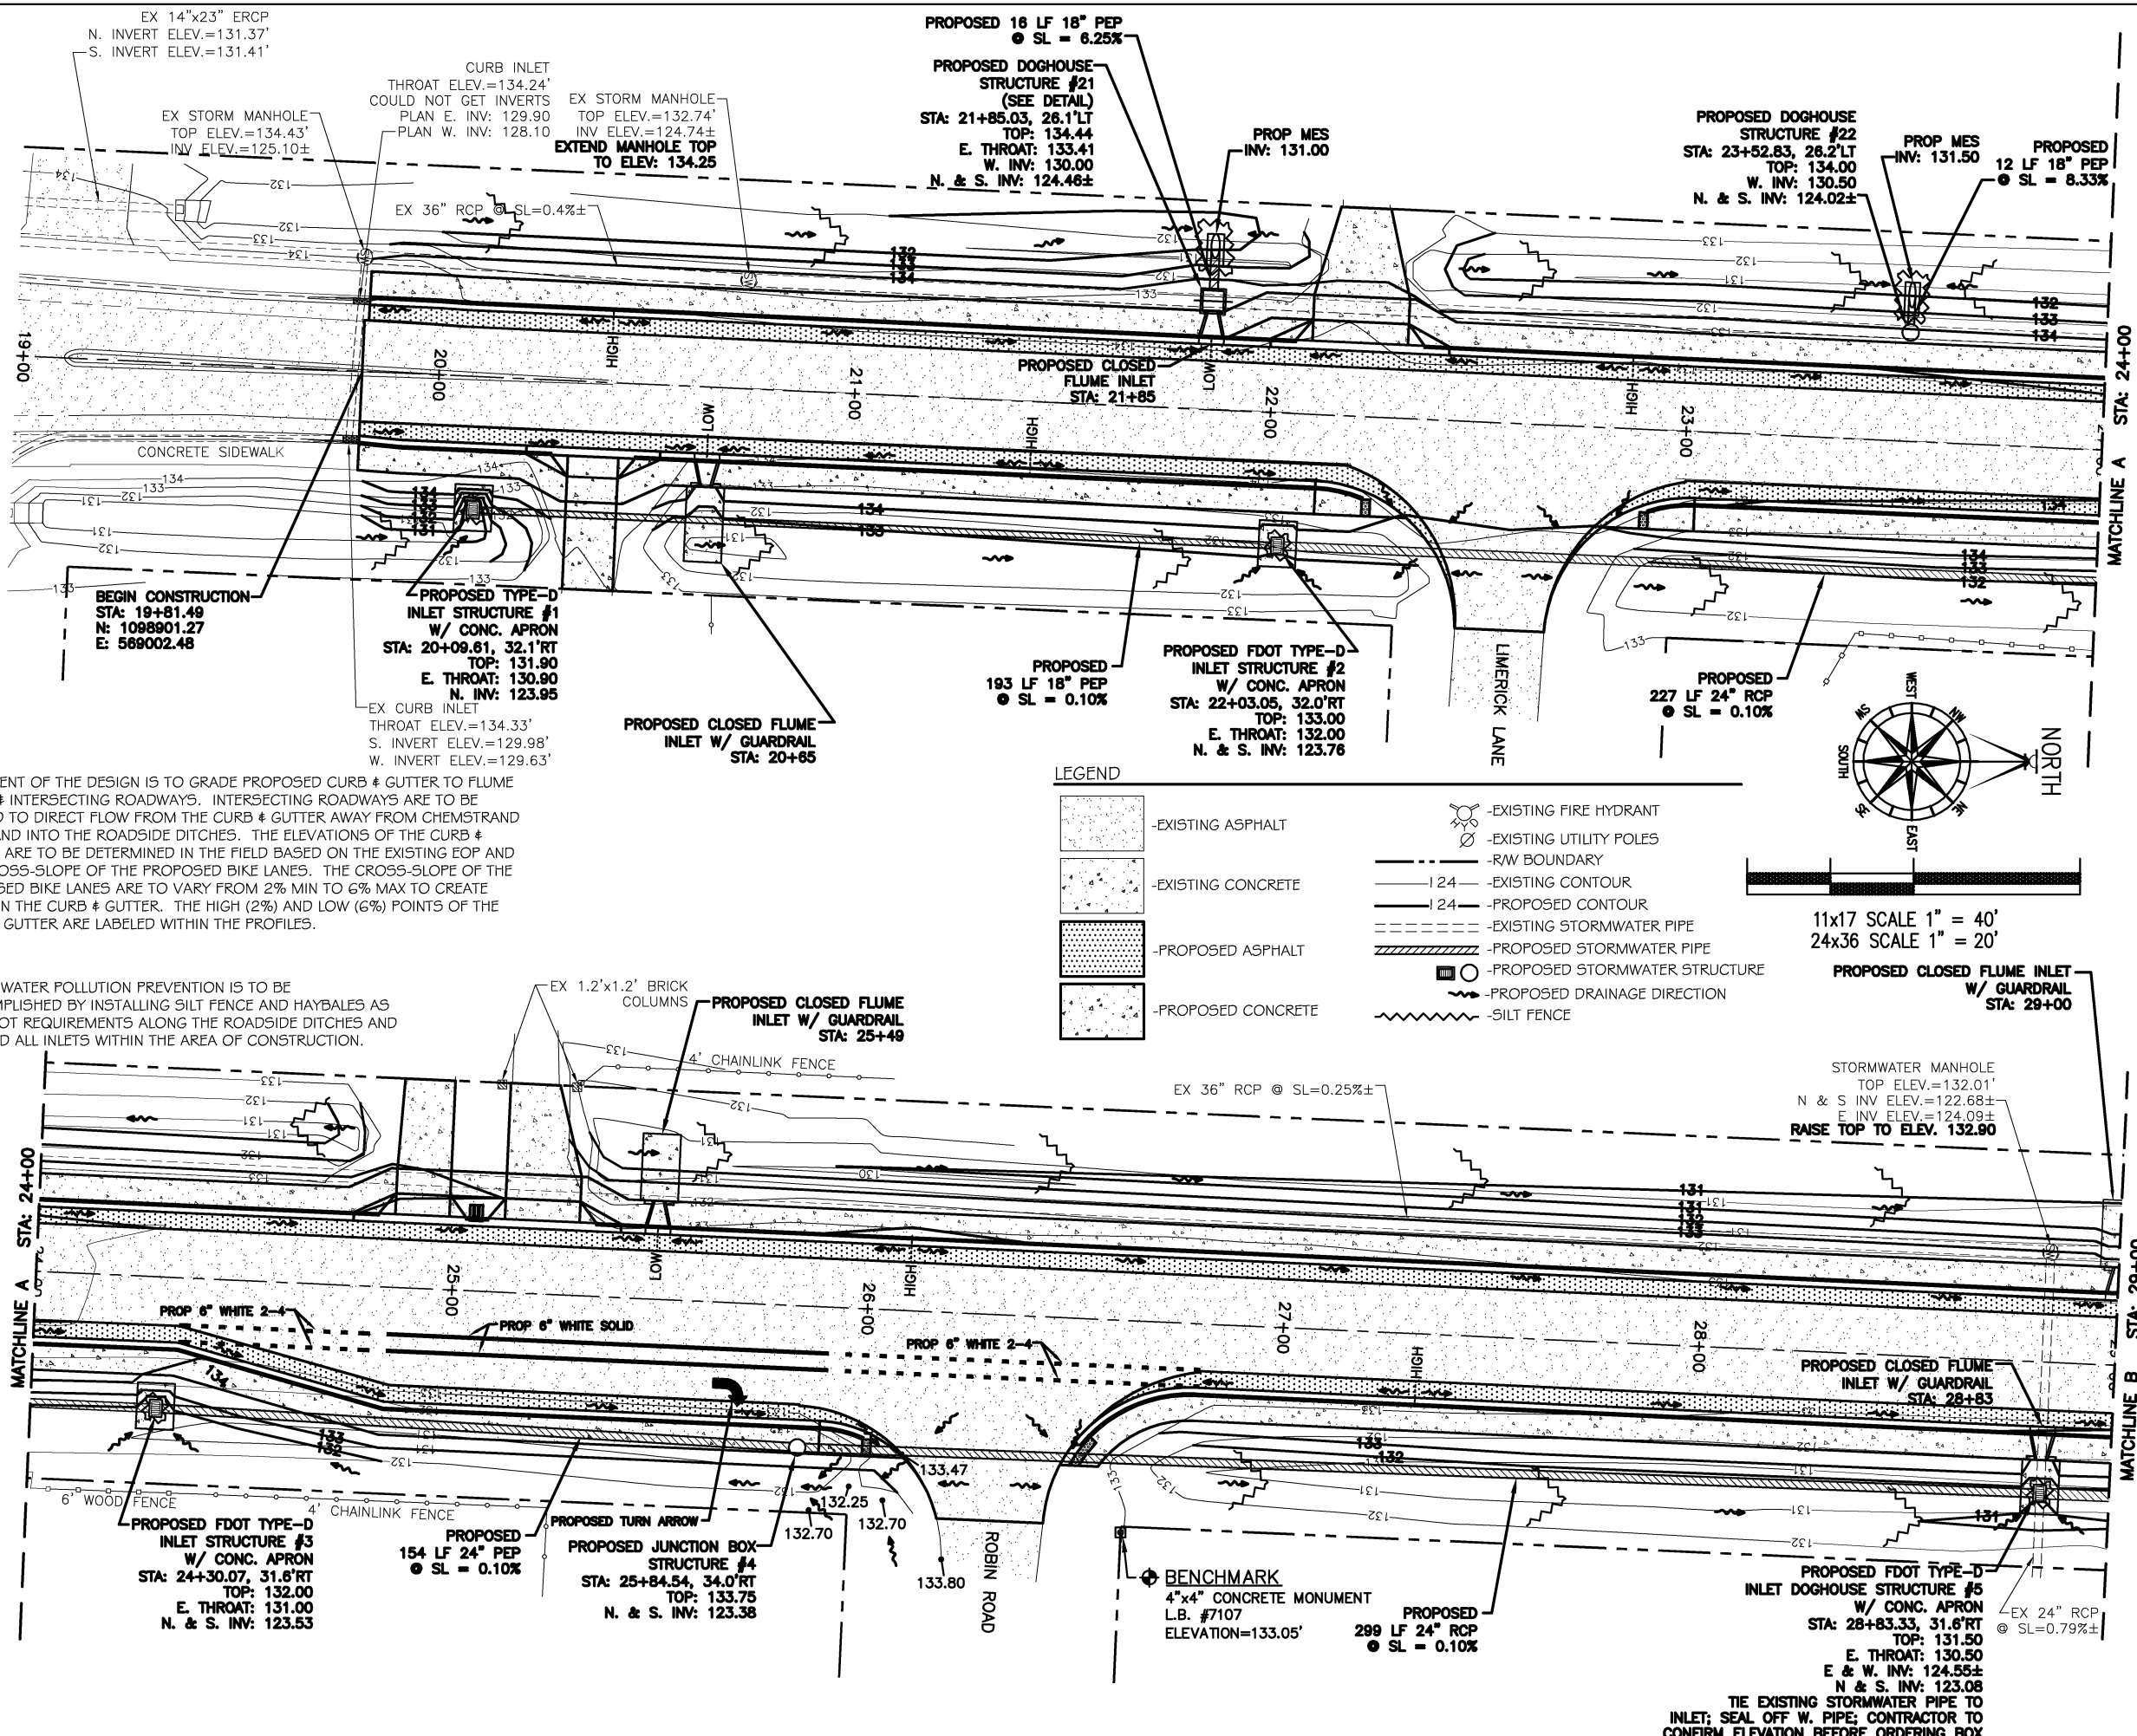 EX 14"x23" ERCP
N. INVERT ELEV.=131.37'
S. INVERT ELEV.=131.41'
EX STORM MANHOLE
TOP ELEV.=134.43'
INV ELEV.=125.10±
CURB INLET
THROAT ELEV.=134.24'
COULD NOT GET INVERTS
PLAN E. INV: 129.90
PLAN W. INV: 128.10
EX STORM MANHOLE
TOP ELEV.=132.74'
INV ELEV.=124.74±
EXTEND MANHOLE TOP
TO ELEV: 134.25
EX 36" RCP @ SL=0.4%±
PROPOSED 16 LF 18" PEP
@ SL = 6.25%
PROPOSED DOGHOUSE
STRUCTURE #21
(SEE DETAIL)
STA: 21+85.03, 26.1'LT
TOP: 134.44
E. THROAT: 133.41
W. INV: 130.00
N. & S. INV: 124.46±
PROP MES
INV: 131.00
PROPOSED DOGHOUSE
STRUCTURE #22
STA: 23+52.83, 26.2'LT
TOP: 134.00
W. INV: 130.50
N. & S. INV: 124.02±
PROP MES
INV: 131.50
PROPOSED
12 LF 18" PEP
@ SL = 8.33%
19+00
20+00
21+00
22+00
23+00
HIGH
LOW
HIGH
LOW
HIGH
PROPOSED CLOSED
FLUME INLET
STA: 21+85
MATCHLINE A STA: 24+00
CONCRETE SIDEWALK
BEGIN CONSTRUCTION
STA: 19+81.49
N: 1098901.27
E: 569002.48
PROPOSED TYPE-D
INLET STRUCTURE #1
W/ CONC. APRON
STA: 20+09.61, 32.1'RT
TOP: 131.90
E. THROAT: 130.90
N. INV: 123.95
EX CURB INLET
THROAT ELEV.=134.33'
S. INVERT ELEV.=129.98'
W. INVERT ELEV.=129.63'
PROPOSED CLOSED FLUME
INLET W/ GUARDRAIL
STA: 20+65
PROPOSED
193 LF 18" PEP
@ SL = 0.10%
PROPOSED FDOT TYPE-D
INLET STRUCTURE #2
W/ CONC. APRON
STA: 22+03.05, 32.0'RT
TOP: 133.00
E. THROAT: 132.00
N. & S. INV: 123.76
LIMERICK LANE
PROPOSED
227 LF 24" RCP
@ SL = 0.10%
WEST
NW
NORTH
NE
EAST
SE
SOUTH
SW
ENT OF THE DESIGN IS TO GRADE PROPOSED CURB & GUTTER TO FLUME
& INTERSECTING ROADWAYS. INTERSECTING ROADWAYS ARE TO BE
D TO DIRECT FLOW FROM THE CURB & GUTTER AWAY FROM CHEMSTRAND
AND INTO THE ROADSIDE DITCHES. THE ELEVATIONS OF THE CURB &
ARE TO BE DETERMINED IN THE FIELD BASED ON THE EXISTING EOP AND
OSS-SLOPE OF THE PROPOSED BIKE LANES. THE CROSS-SLOPE OF THE
SED BIKE LANES ARE TO VARY FROM 2% MIN TO 6% MAX TO CREATE
N THE CURB & GUTTER. THE HIGH (2%) AND LOW (6%) POINTS OF THE
GUTTER ARE LABELED WITHIN THE PROFILES.
WATER POLLUTION PREVENTION IS TO BE
MPLISHED BY INSTALLING SILT FENCE AND HAYBALES AS
OT REQUIREMENTS ALONG THE ROADSIDE DITCHES AND
D ALL INLETS WITHIN THE AREA OF CONSTRUCTION.
LEGEND
-EXISTING ASPHALT
-EXISTING CONCRETE
-PROPOSED ASPHALT
-PROPOSED CONCRETE
-EXISTING FIRE HYDRANT
-EXISTING UTILITY POLES
-R/W BOUNDARY
124 -EXISTING CONTOUR
124 -PROPOSED CONTOUR
-EXISTING STORMWATER PIPE
-PROPOSED STORMWATER PIPE
-PROPOSED STORMWATER STRUCTURE
-PROPOSED DRAINAGE DIRECTION
-SILT FENCE
11x17 SCALE 1" = 40'
24x36 SCALE 1" = 20'
PROPOSED CLOSED FLUME INLET
W/ GUARDRAIL
STA: 29+00
EX 1.2'x1.2' BRICK
COLUMNS
PROPOSED CLOSED FLUME
INLET W/ GUARDRAIL
STA: 25+49
4' CHAINLINK FENCE
EX 36" RCP @ SL=0.25%±
STORMWATER MANHOLE
TOP ELEV.=132.01'
N & S INV ELEV.=122.68±
E INV ELEV.=124.09±
RAISE TOP TO ELEV. 132.90
MATCHLINE A STA: 24+00
25+00
26+00
27+00
28+00
LOW
HIGH
HIGH
PROP 6" WHITE 2-4
PROP 6" WHITE SOLID
PROP 6" WHITE 2-4
PROPOSED CLOSED FLUME
INLET W/ GUARDRAIL
STA: 28+83
MATCHLINE B STA: 29+00
6' WOOD FENCE
4' CHAINLINK FENCE
PROPOSED FDOT TYPE-D
INLET STRUCTURE #3
W/ CONC. APRON
STA: 24+30.07, 31.6'RT
TOP: 132.00
E. THROAT: 131.00
N. & S. INV: 123.53
PROPOSED
154 LF 24" PEP
@ SL = 0.10%
PROPOSED TURN ARROW
PROPOSED JUNCTION BOX
STRUCTURE #4
STA: 25+84.54, 34.0'RT
TOP: 133.75
N. & S. INV: 123.38
133.47
132.25
132.70
132.70
133.80
ROBIN ROAD
BENCHMARK
4"x4" CONCRETE MONUMENT
L.B. #7107
ELEVATION=133.05'
PROPOSED
299 LF 24" RCP
@ SL = 0.10%
PROPOSED FDOT TYPE-D
INLET DOGHOUSE STRUCTURE #5
W/ CONC. APRON
STA: 28+83.33, 31.6'RT
TOP: 131.50
E. THROAT: 130.50
E & W. INV: 124.55±
N & S. INV: 123.08
TIE EXISTING STORMWATER PIPE TO
INLET; SEAL OFF W. PIPE; CONTRACTOR TO
CONFIRM ELEVATION BEFORE ORDERING BOX
EX 24" RCP
@ SL=0.79%±